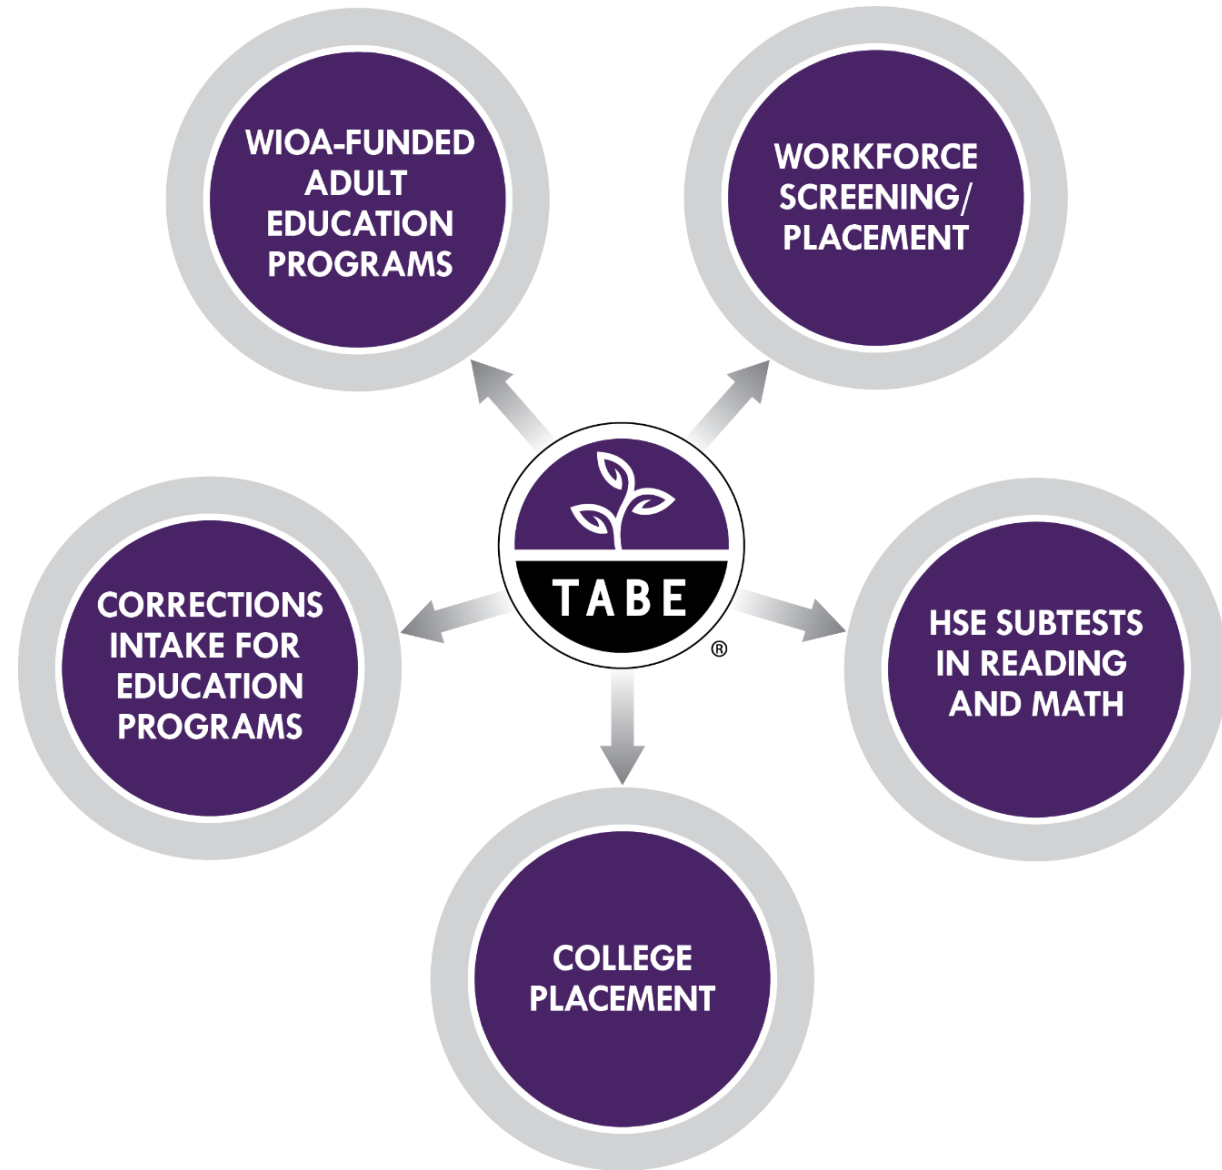 WIOA-FUNDED
ADULT
EDUCATION
PROGRAMS
WORKFORCE
SCREENING/
PLACEMENT
TABE
®
CORRECTIONS
INTAKE FOR
EDUCATION
PROGRAMS
HSE SUBTESTS
IN READING
AND MATH
COLLEGE
PLACEMENT